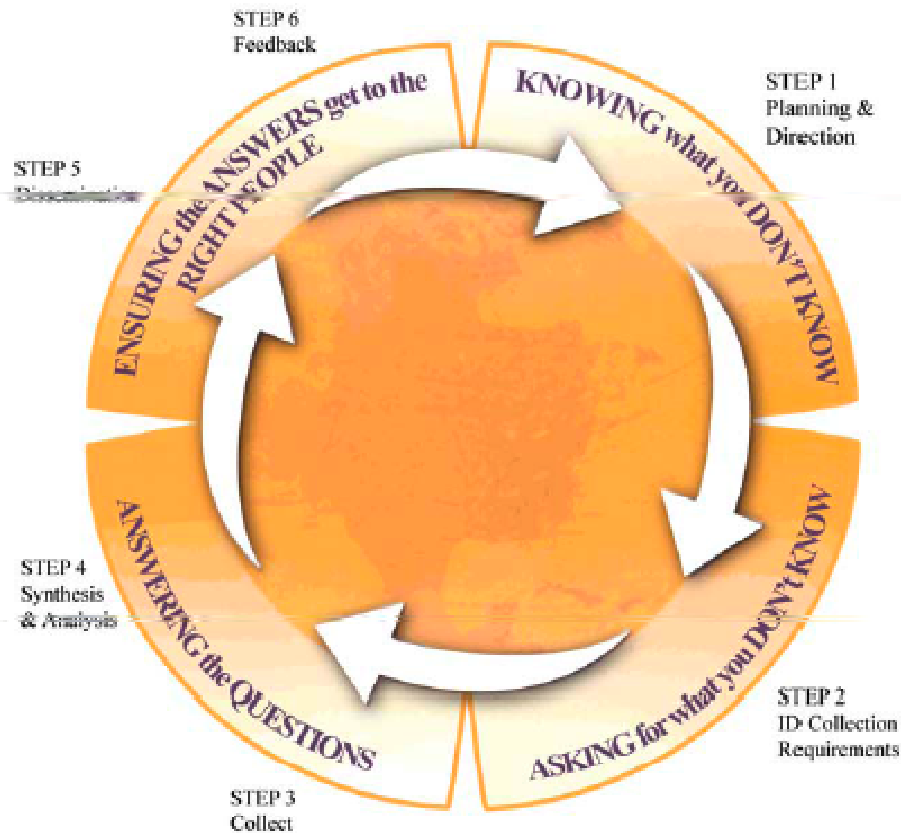 STEP 6
Feedback
STEP 1
Planning &
Direction
KNOWING what you DON'T KNOW
STEP 2
ID Collection
Requirements
ASKING for what you DON't KNOW
STEP 3
Collect
ANSWERING the QUESTIONS
STEP 4
Synthesis
& Analysis
STEP 5
Dissemination
ENSURING the ANSWERS get to the
RIGHT PEOPLE